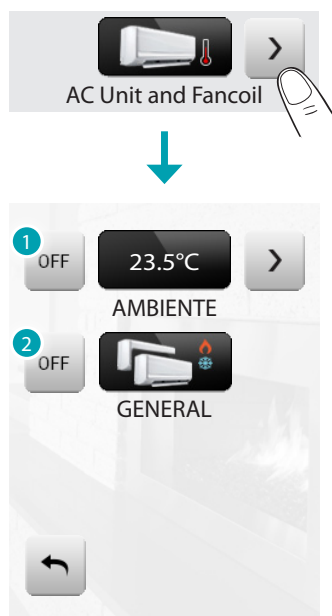 AC Unit and Fancoil
1
OFF
23.5°C
AMBIENTE
2
OFF
GENERAL